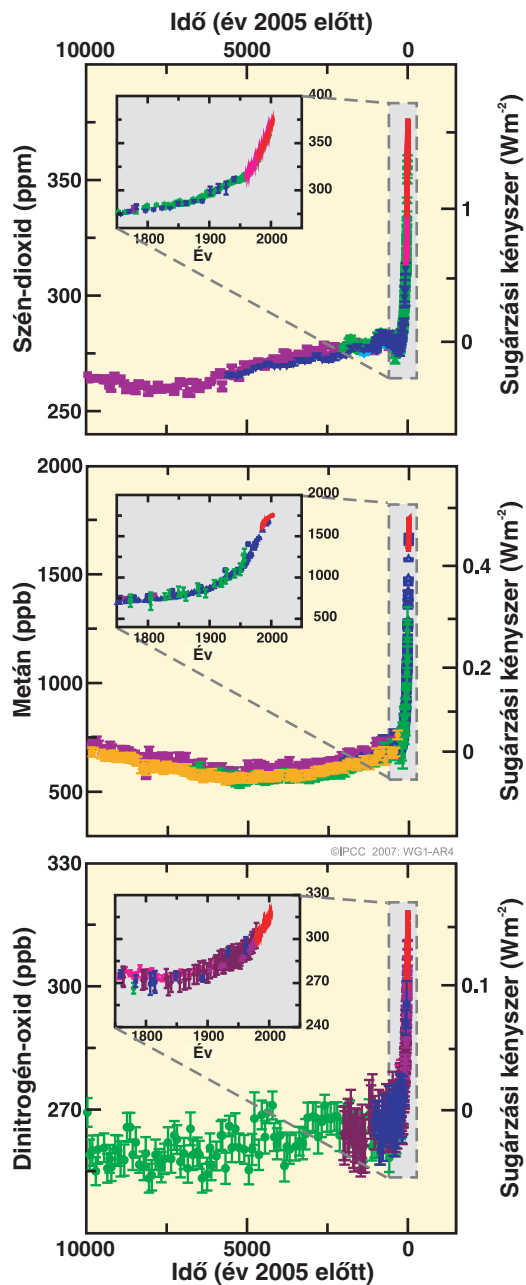 Idő (év 2005 előtt)
10000 5000 0
Szén-dioxid (ppm)
350
300
250
400
350
300
1800 1900 2000
Év
1
0
Sugárzási kényszer (Wm-2)
Metán (ppb)
2000
1500
1000
500
2000
1500
1000
500
1800 1900 2000
Év
0.4
0.2
0
Sugárzási kényszer (Wm-2)
©IPCC 2007: WG1-AR4
Dinitrogén-oxid (ppb)
330
300
270
330
300
270
240
1800 1900 2000
Év
0.1
0
Sugárzási kényszer (Wm-2)
10000 5000 0
Idő (év 2005 előtt)